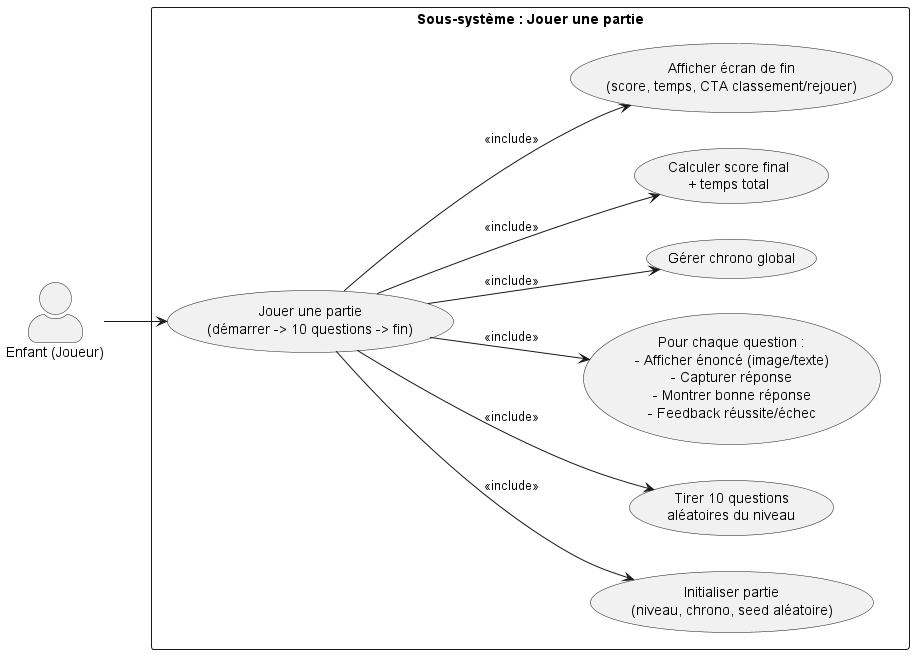 Sous-système : Jouer une partie
Afficher écran de fin
(score, temps, CTA classement/rejouer)
«include»
Calculer score final
+ temps total
«include»
Gérer chrono global
«include»
Enfant (Joueur)
Jouer une partie
(démarrer -> 10 questions -> fin)
«include»
Pour chaque question :
- Afficher énoncé (image/texte)
- Capturer réponse
- Montrer bonne réponse
- Feedback réussite/échec
«include»
Tirer 10 questions
aléatoires du niveau
«include»
Initialiser partie
(niveau, chrono, seed aléatoire)